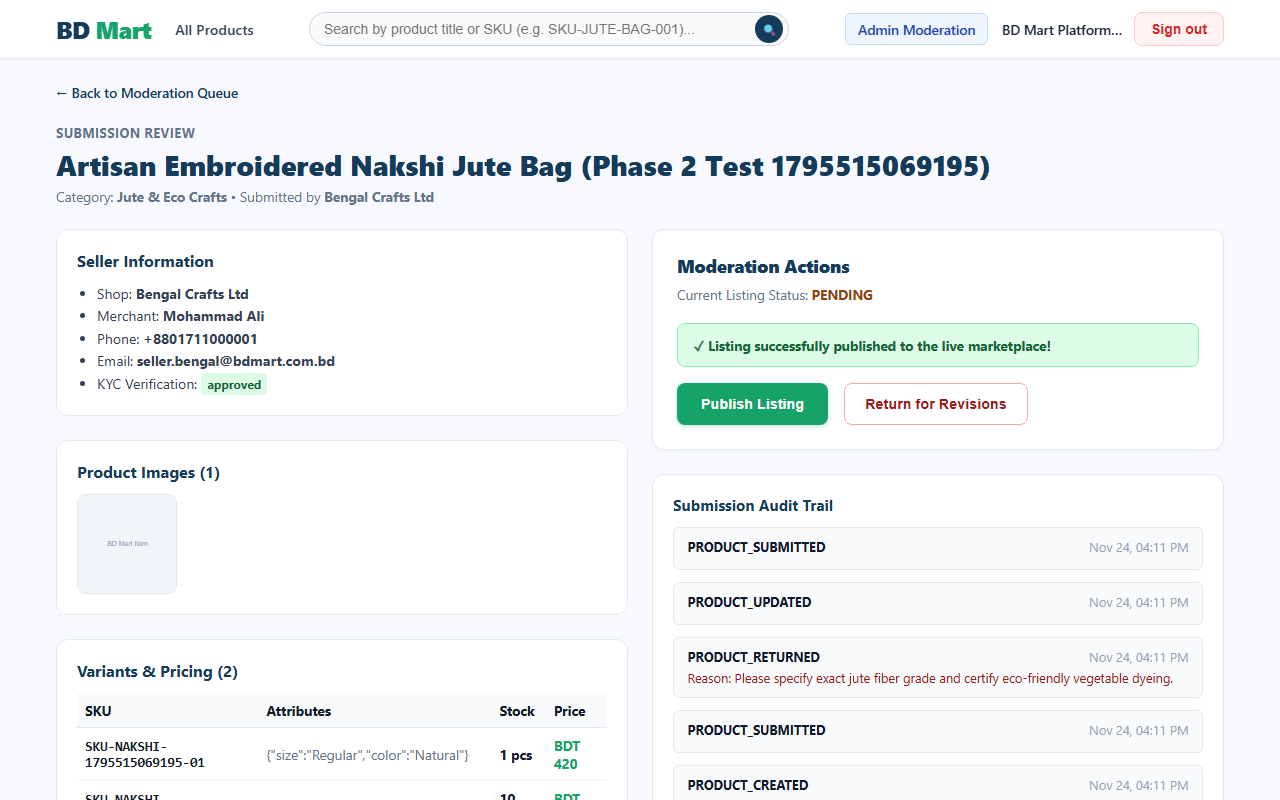 BD Mart
All Products
Search by product title or SKU (e.g. SKU-JUTE-BAG-001)...
Admin Moderation
BD Mart Platform...
Sign out
← Back to Moderation Queue
SUBMISSION REVIEW
Artisan Embroidered Nakshi Jute Bag (Phase 2 Test 1795515069195)
Category: Jute & Eco Crafts • Submitted by Bengal Crafts Ltd
Seller Information
• Shop: Bengal Crafts Ltd
• Merchant: Mohammad Ali
• Phone: +8801711000001
• Email: seller.bengal@bdmart.com.bd
• KYC Verification: approved
Product Images (1)
BD Mart Item
Variants & Pricing (2)
SKU Attributes Stock Price
SKU-NAKSHI-
1795515069195-01
{"size":"Regular","color":"Natural"}
1 pcs
BDT
420
SKU-NAKSHI-
10
BDT
Moderation Actions
Current Listing Status: PENDING
✓ Listing successfully published to the live marketplace!
Publish Listing
Return for Revisions
Submission Audit Trail
PRODUCT_SUBMITTED Nov 24, 04:11 PM
PRODUCT_UPDATED Nov 24, 04:11 PM
PRODUCT_RETURNED Nov 24, 04:11 PM
Reason: Please specify exact jute fiber grade and certify eco-friendly vegetable dyeing.
PRODUCT_SUBMITTED Nov 24, 04:11 PM
PRODUCT_CREATED Nov 24, 04:11 PM